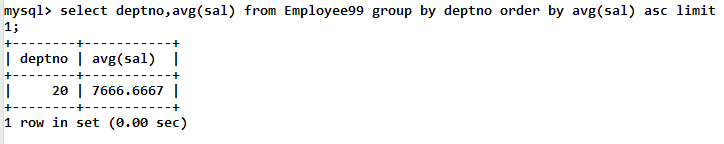 mysql> select deptno,avg(sal) from Employee99 group by deptno order by avg(sal) asc limit
1;
+--------+-----------+
| deptno | avg(sal)  |
+--------+-----------+
|     20 | 7666.6667 |
+--------+-----------+
1 row in set (0.00 sec)